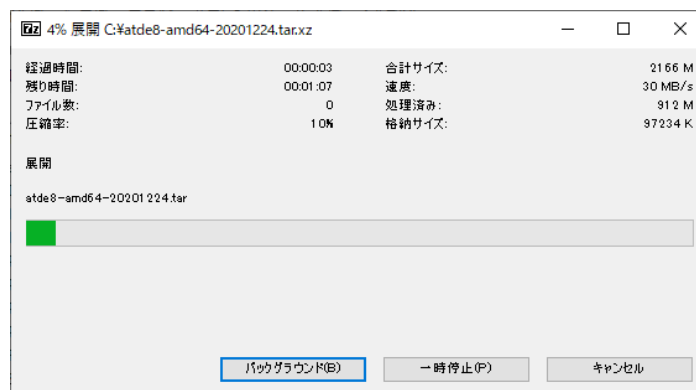 7z 4% 展開 C:¥atde8-amd64-20201224.tar.xz
経過時間: 00:00:03 合計サイズ: 2166 M
残り時間: 00:01:07 速度: 30 MB/s
ファイル数: 0 処理済み: 912 M
圧縮率: 10% 格納サイズ: 97234 K
展開
atde8-amd64-20201224.tar
バックグラウンド(B) 一時停止(P) キャンセル